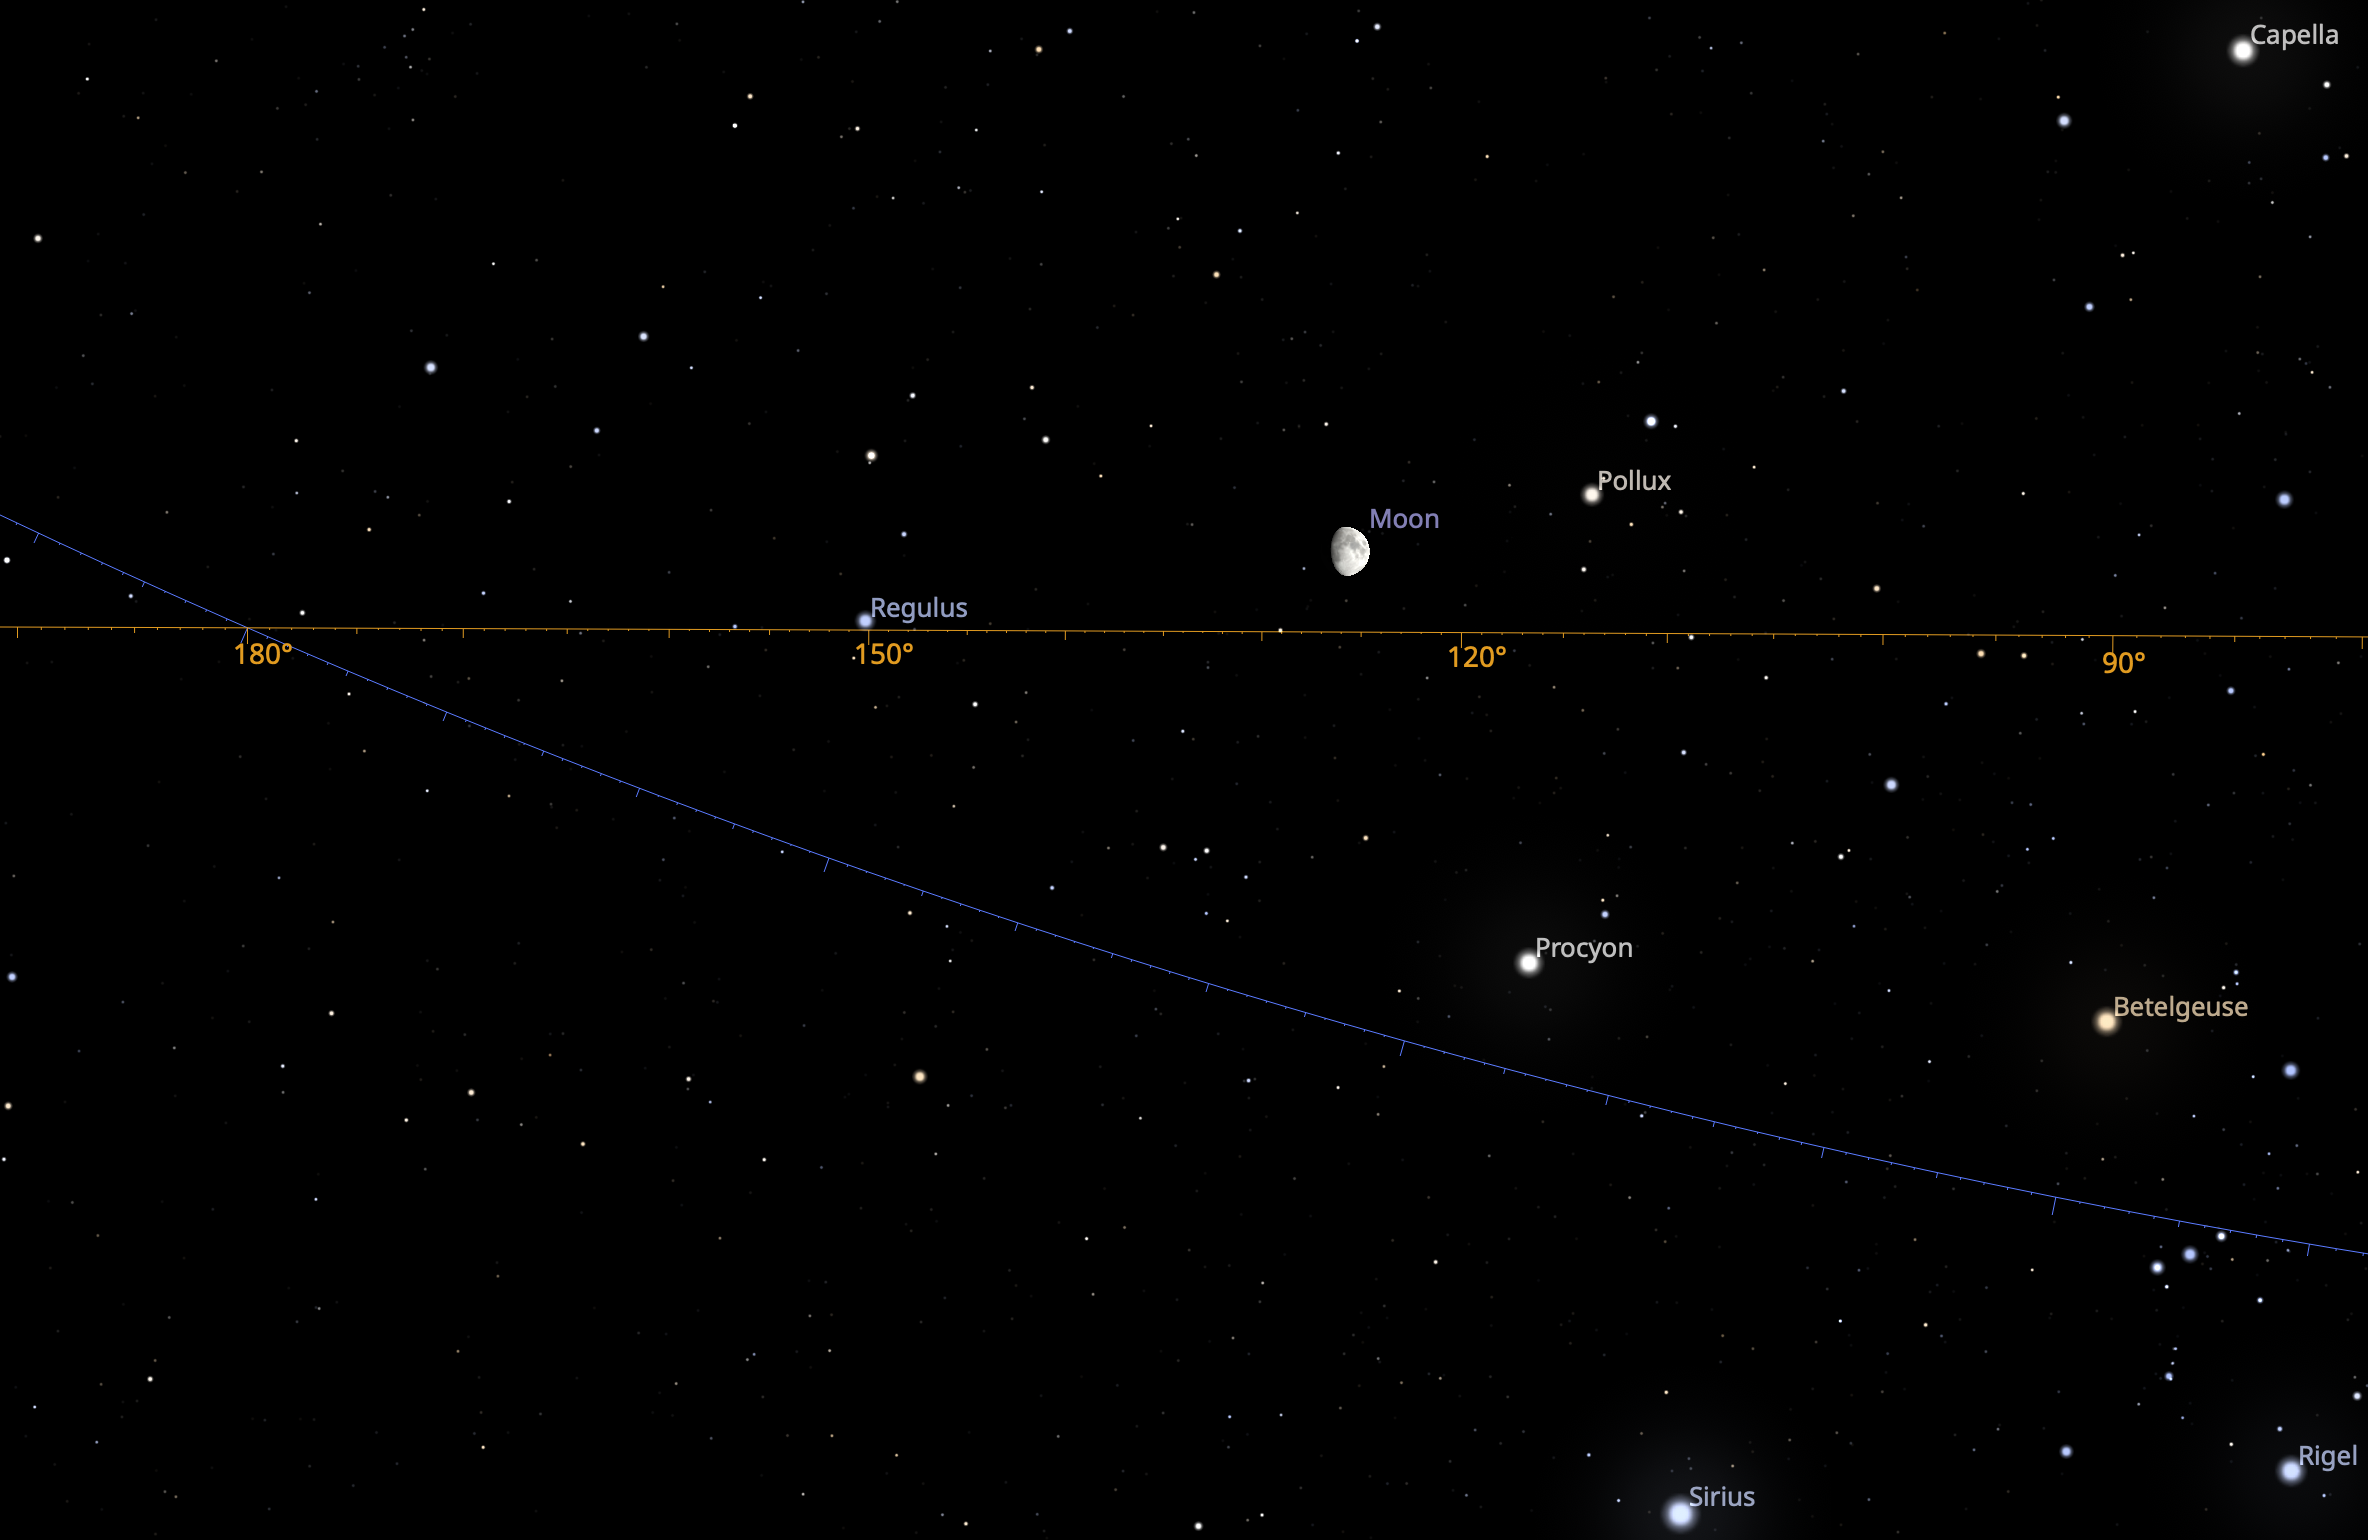 Capella
Pollux
Moon
Regulus
180°
150°
120°
90°
Procyon
Betelgeuse
Rigel
Sirius